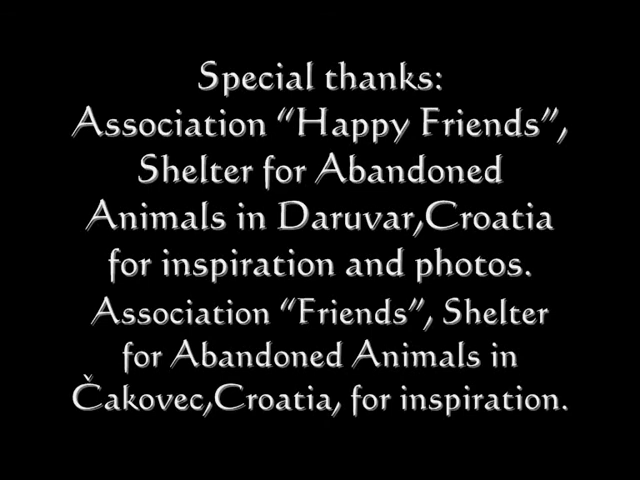 Special thanks:
Association “Happy Friends”,
Shelter for Abandoned
Animals in Daruvar,Croatia
for inspiration and photos.
Association “Friends”, Shelter
for Abandoned Animals in
Čakovec,Croatia, for inspiration.